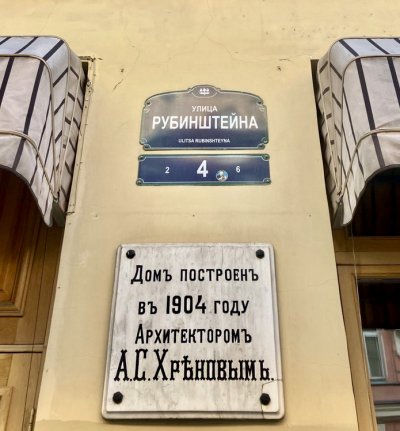 УЛИЦА
РУБИНШТЕЙНА
ULITSA RUBINSHTEYNA
2 4 6
Домъ построенъ
въ 1904 году
Архитекторомъ
А.С.Хрѣновымъ.